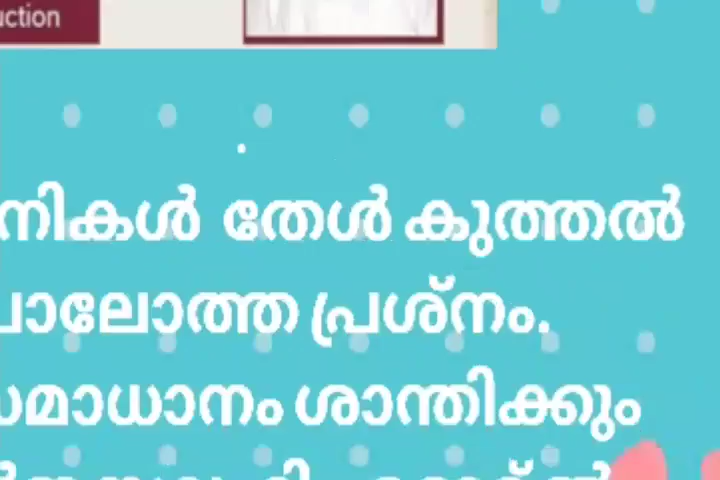 uction
നികൾ തേൾ കുത്തൽ
പാലോത്ത പ്രശ്നം.
സമാധാനം ശാന്തിക്കും